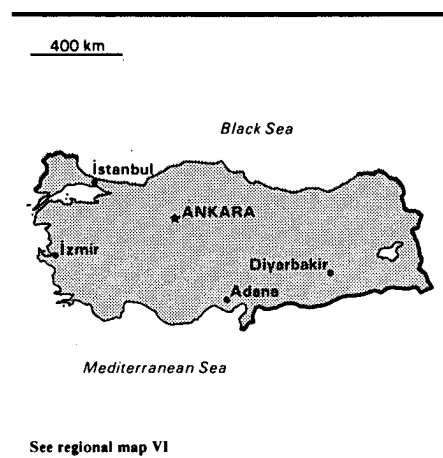 400 km
Black Sea
İstanbul
ANKARA
İzmir
Diyarbakir
Adana
Mediterranean Sea
See regional map VI